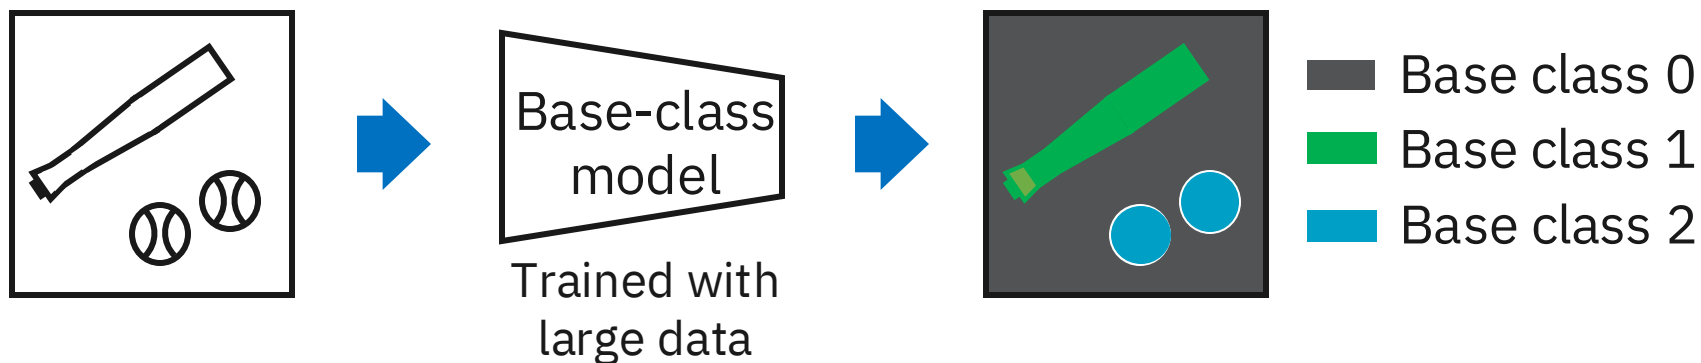 Base-class
model
Trained with
large data
Base class 0
Base class 1
Base class 2